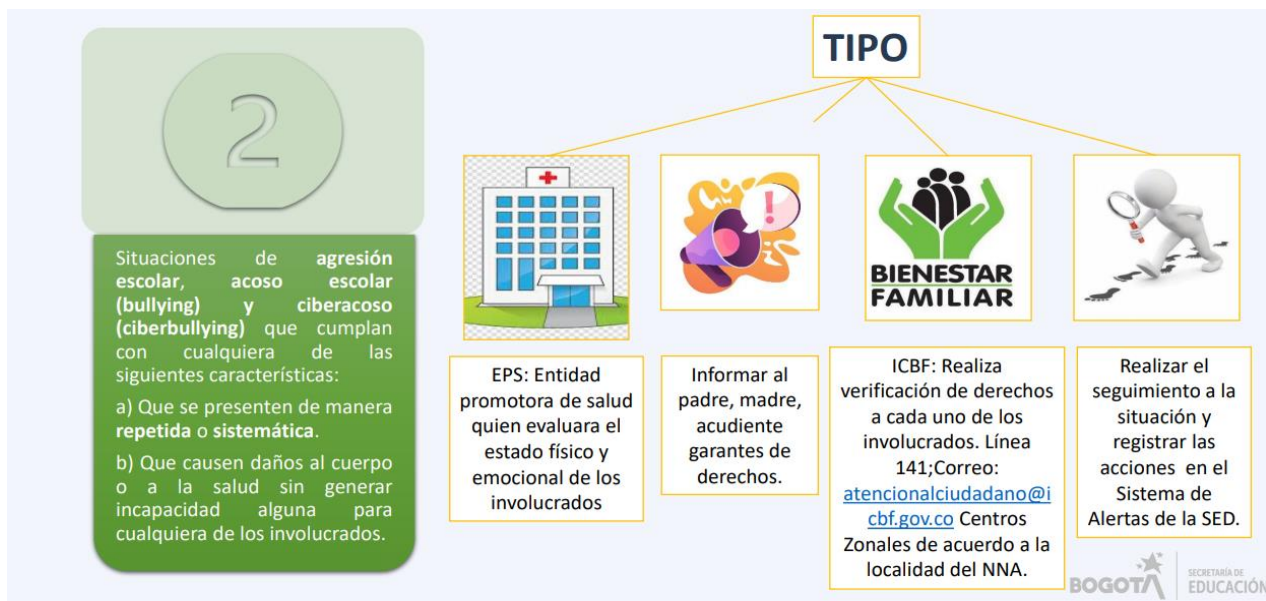 2
Situaciones de agresión
escolar, acoso escolar
(bullying) y ciberacoso
(ciberbullying) que cumplan
con cualquiera de las
siguientes características:
a) Que se presenten de manera
repetida o sistemática.
b) Que causen daños al cuerpo
o a la salud sin generar
incapacidad alguna para
cualquiera de los involucrados.
TIPO
EPS: Entidad
promotora de salud
quien evaluara el
estado físico y
emocional de los
involucrados
!
Informar al
padre, madre,
acudiente
garantes de
derechos.
BIENESTAR
FAMILIAR
ICBF: Realiza
verificación de derechos
a cada uno de los
involucrados. Línea
141;Correo:
atencionalciudadano@i
cbf.gov.co Centros
Zonales de acuerdo a la
localidad del NNA.
Realizar el
seguimiento a la
situación y
registrar las
acciones en el
Sistema de
Alertas de la SED.
BOGOTÁ
SECRETARÍA DE
EDUCACIÓN